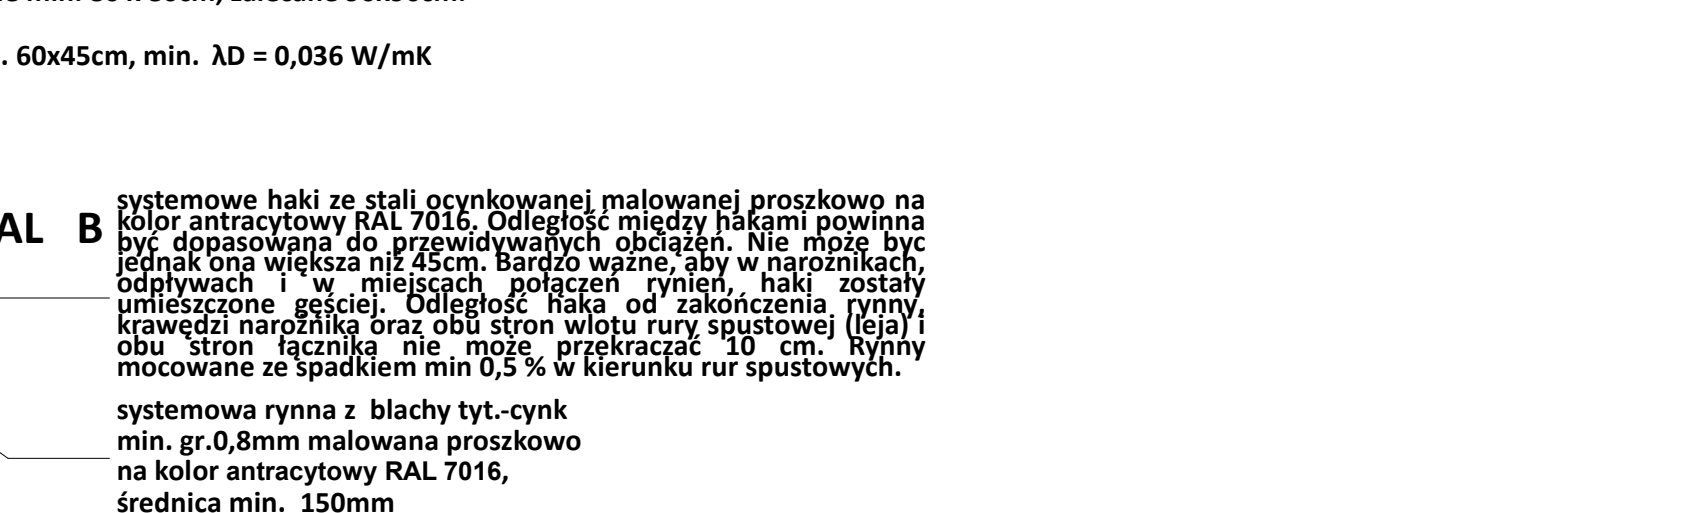 . 60x45cm, min. λD = 0,036 W/mK
AL B
systemowe haki ze stali ocynkowanej malowanej proszkowo na
kolor antracytowy RAL 7016. Odległość między hakami powinna
być dopasowana do przewidywanych obciążeń. Nie może byc
jednak ona większa niż 45cm. Bardzo ważne, aby w narożnikach,
odpływach i w miejscach połączeń rynien, haki zostały
umieszczone gęściej. Odległość haka od zakończenia rynny,
krawędzi narożnika oraz obu stron wlotu rury spustowej (leja) i
obu stron łącznika nie może przekraczać 10 cm. Rynny
mocowane ze spadkiem min 0,5 % w kierunku rur spustowych.
systemowa rynna z blachy tyt.-cynk
min. gr.0,8mm malowana proszkowo
na kolor antracytowy RAL 7016,
średnica min. 150mm